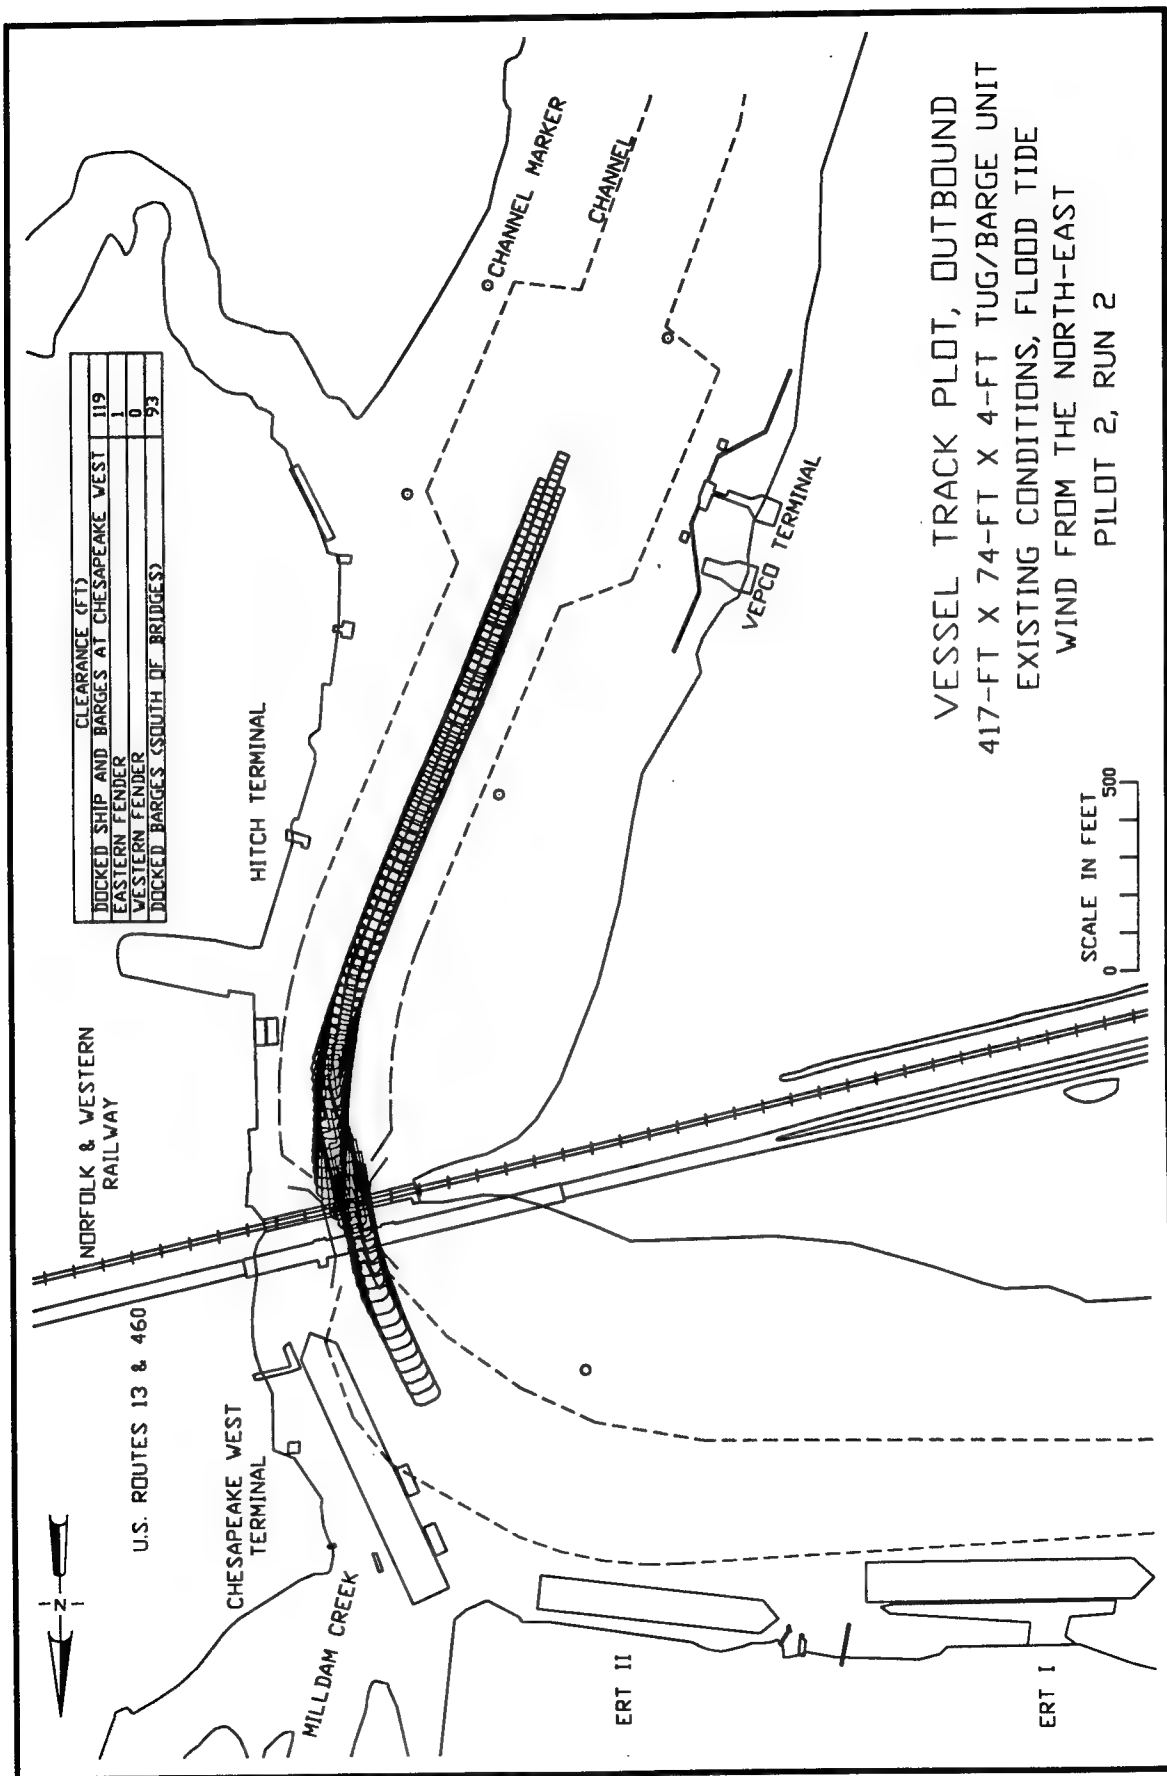 CLEARANCE (FT)
DOCKED SHIP AND BARGES AT CHESAPEAKE WEST 119
EASTERN FENDER 1
WESTERN FENDER 0
DOCKED BARGES (SOUTH OF BRIDGES) 93
N
U.S. ROUTES 13 & 460
NORFOLK & WESTERN
RAILWAY
HITCH TERMINAL
CHANNEL MARKER
CHANNEL
CHESAPEAKE WEST
TERMINAL
MILLDAM CREEK
VEPCO TERMINAL
ERT II
ERT I
SCALE IN FEET
0 500
VESSEL TRACK PLOT, OUTBOUND
417-FT X 74-FT X 4-FT TUG/BARGE UNIT
EXISTING CONDITIONS, FLOOD TIDE
WIND FROM THE NORTH-EAST
PILOT 2, RUN 2